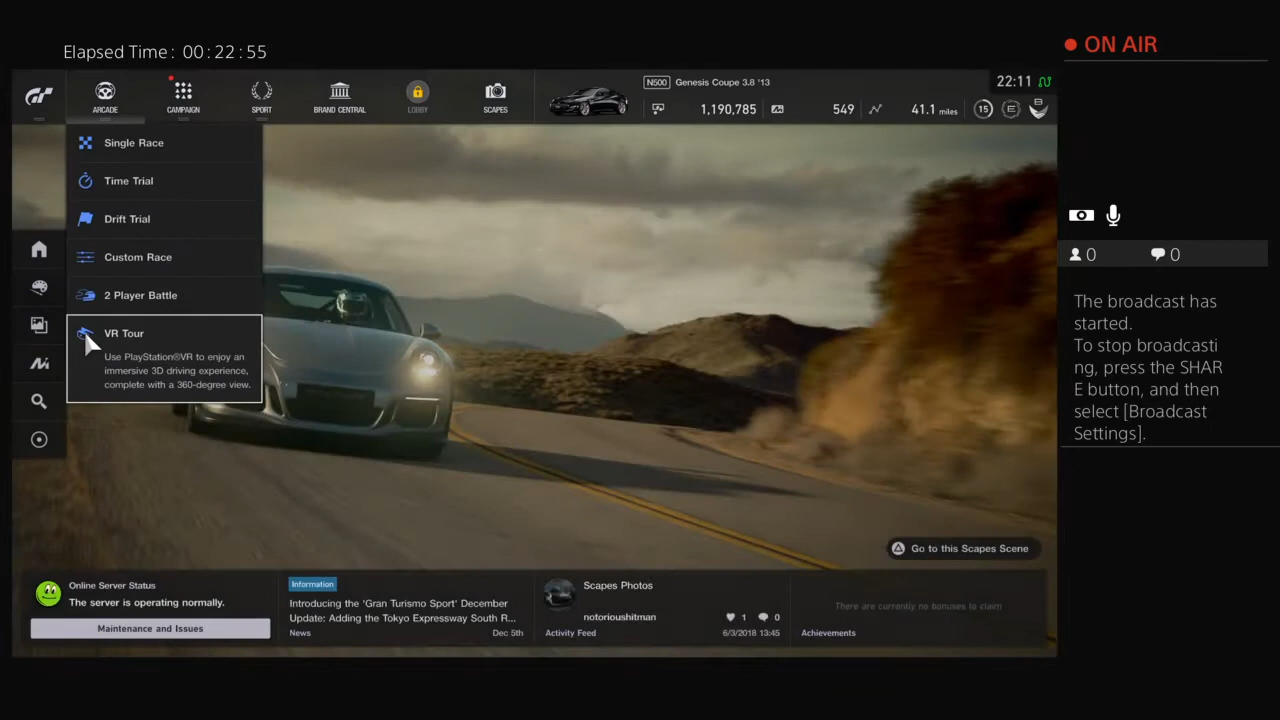 Elapsed Time: 00:22:55
ON AIR
ARCADE
CAMPAIGN
SPORT
BRAND CENTRAL
LOBBY
SCAPES
N500 Genesis Coupe 3.8 '13
1,190,785
549
41.1 miles
22:11
15
E
B
Single Race
Time Trial
Drift Trial
Custom Race
2 Player Battle
VR Tour
Use PlayStation®VR to enjoy an
immersive 3D driving experience,
complete with a 360-degree view.
0
0
The broadcast has
started.
To stop broadcasti
ng, press the SHAR
E button, and then
select [Broadcast
Settings].
Go to this Scapes Scene
Online Server Status
The server is operating normally.
Maintenance and Issues
Information
Introducing the 'Gran Turismo Sport' December
Update: Adding the Tokyo Expressway South R...
News
Dec 5th
Scapes Photos
notorioushitman
1
0
Activity Feed
6/3/2018 13:45
There are currently no bonuses to claim
Achievements